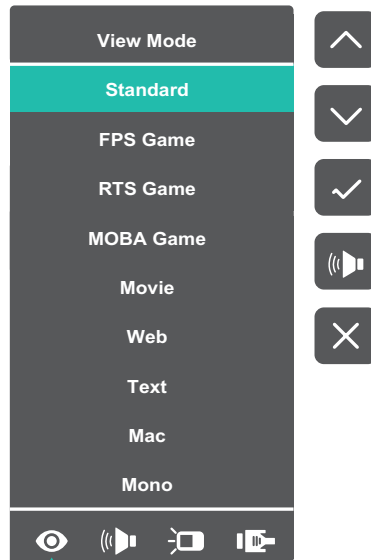 View Mode
Standard
FPS Game
RTS Game
MOBA Game
Movie
Web
Text
Mac
Mono